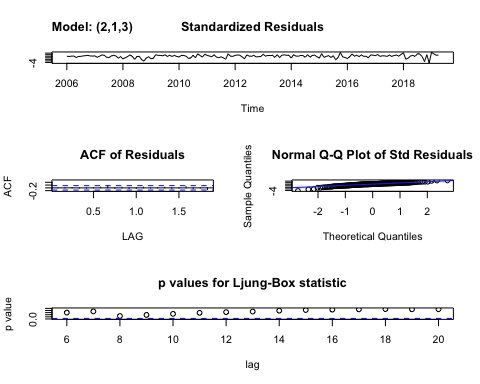 Model: (2,1,3) Standardized Residuals
-4
2006 2008 2010 2012 2014 2016 2018
Time
ACF of Residuals
ACF
-0.2
0.5 1.0 1.5
LAG
Normal Q-Q Plot of Std Residuals
Sample Quantiles
-4
-2 -1 0 1 2
Theoretical Quantiles
p values for Ljung-Box statistic
p value
0.0
6 8 10 12 14 16 18 20
lag